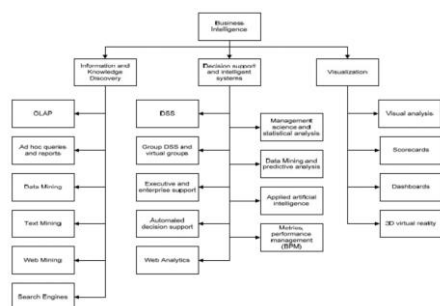 Business
Intelligence
Information and
Knowledge
Discovery
Decision support
and intelligent
systems
Visualization
OLAP
Ad hoc queries
and reports
Data Mining
Text Mining
Web Mining
Search Engines
DSS
Group DSS and
virtual groups
Executive and
enterprise support
Automated
decision support
Web Analytics
Management
science and
statistical analysis
Data Mining and
predictive analysis
Applied artificial
intelligence
Metrics,
performance
management
(BPM)
Visual analysis
Scorecards
Dashboards
3D virtual reality